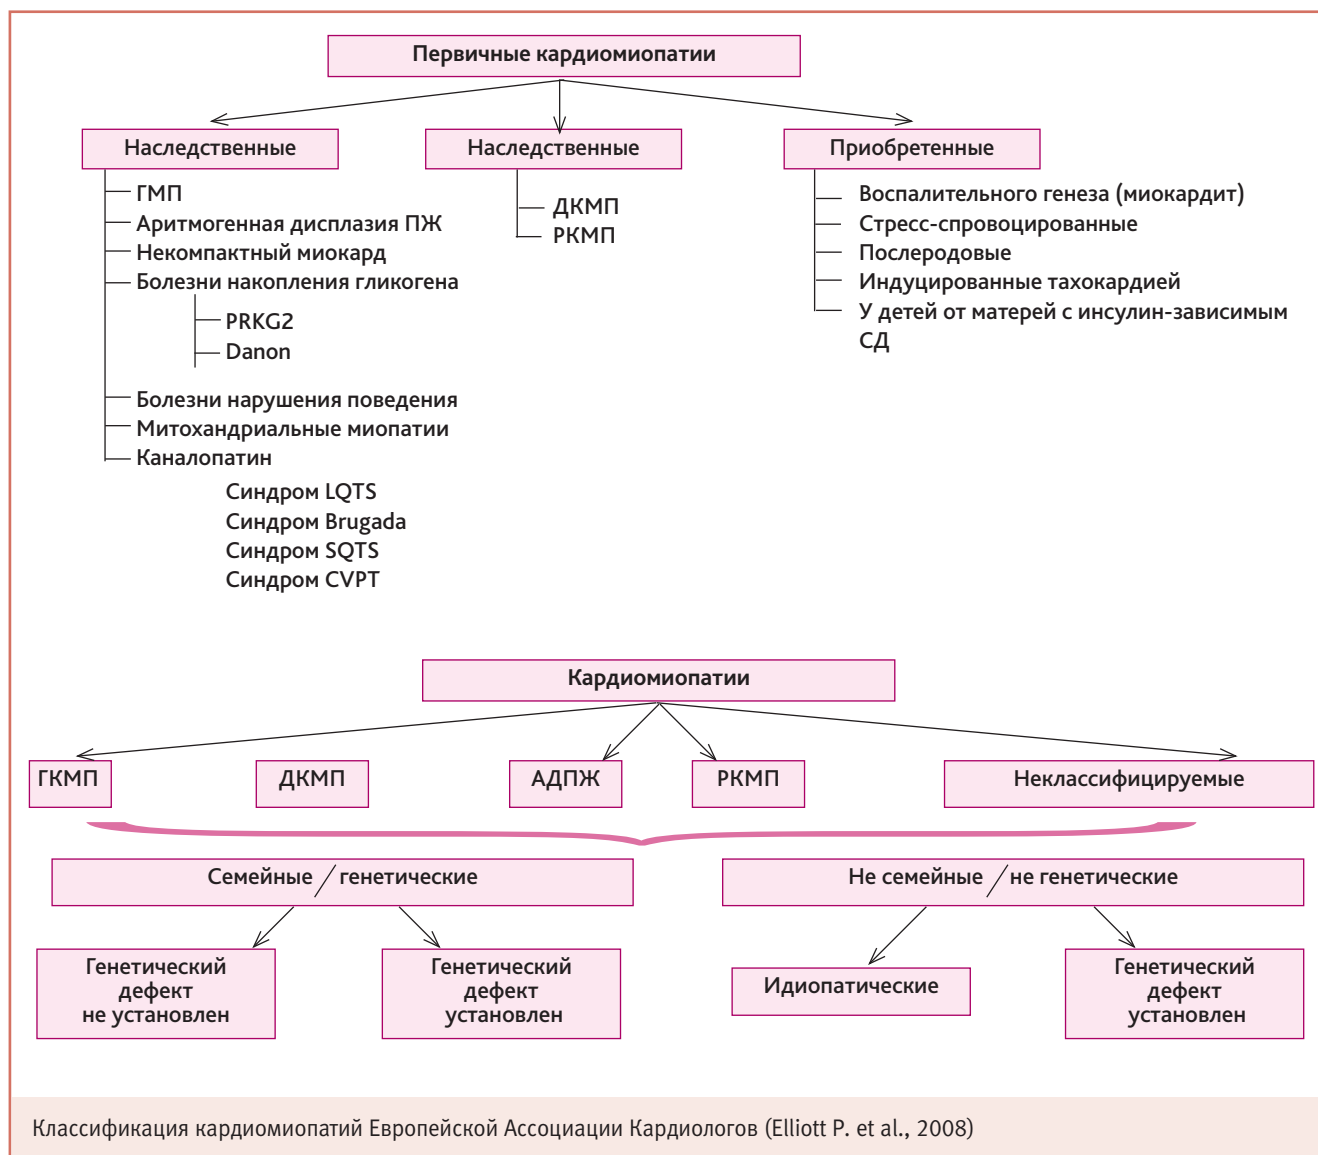 Первичные кардиомиопатии
Наследственные
ГМП
Аритмогенная дисплазия ПЖ
Некомпактный миокард
Болезни накопления гликогена
PRKG2
Danon
Болезни нарушения поведения
Митохандриальные миопатии
Каналопатин
Синдром LQTS
Синдром Brugada
Синдром SQTS
Синдром CVPT
Наследственные
ДКМП
РКМП
Приобретенные
Воспалительного генеза (миокардит)
Стресс-спровоцированные
Послеродовые
Индуцированные тахокардией
У детей от матерей с инсулин-зависимым
СД
Кардиомиопатии
ГКМП
ДКМП
АДПЖ
РКМП
Неклассифицируемые
Семейные / генетические
Не семейные / не генетические
Генетический
дефект
не установлен
Генетический
дефект
установлен
Идиопатические
Генетический
дефект
установлен
Классификация кардиомиопатий Европейской Ассоциации Кардиологов (Elliott P. et al., 2008)